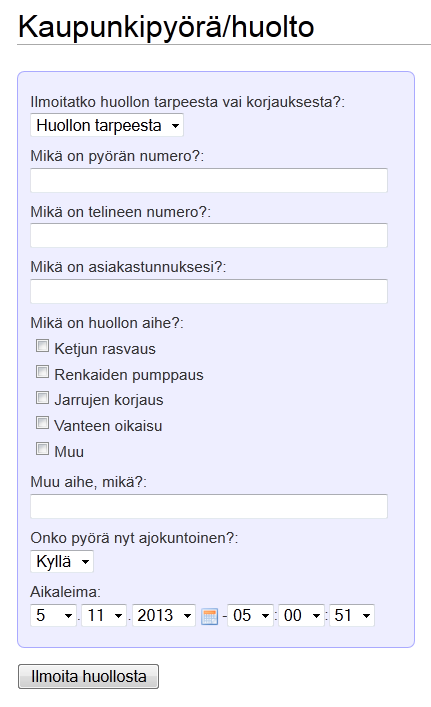 Kaupunkipyörä/huolto
Ilmoitatko huollon tarpeesta vai korjauksesta?:
Huollon tarpeesta
Mikä on pyörän numero?:
Mikä on telineen numero?:
Mikä on asiakastunnuksesi?:
Mikä on huollon aihe?:
Ketjun rasvaus
Renkaiden pumppaus
Jarrujen korjaus
Vanteen oikaisu
Muu
Muu aihe, mikä?:
Onko pyörä nyt ajokuntoinen?:
Kyllä
Aikaleima:
5 . 11 . 2013 - 05 : 00 : 51
Ilmoita huollosta